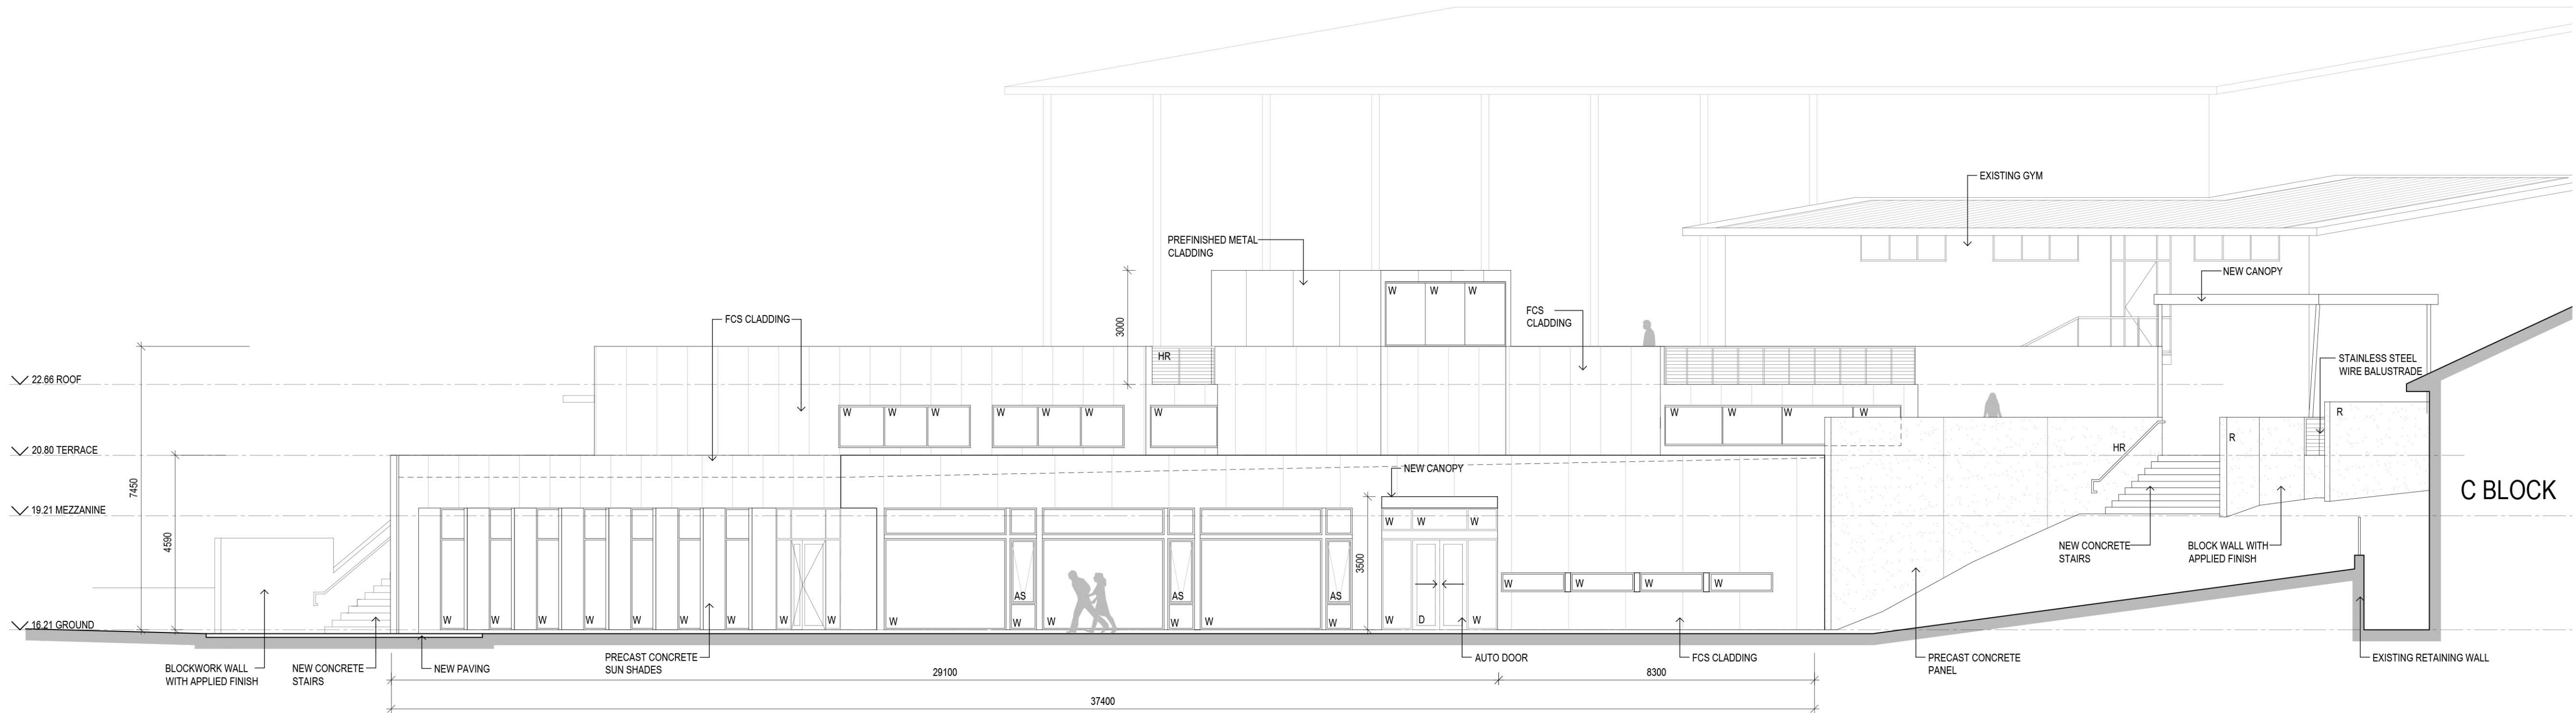 EXISTING GYM
PREFINISHED METAL
CLADDING
NEW CANOPY
W W W
FCS CLADDING
3000
FCS
CLADDING
HR
STAINLESS STEEL
WIRE BALUSTRADE
22.66 ROOF
W W W W W W W W W W W
R
HR
R
20.80 TERRACE
NEW CANOPY
7450
C BLOCK
19.21 MEZZANINE
W W W
4590
3500
NEW CONCRETE
STAIRS
BLOCK WALL WITH
APPLIED FINISH
W W W W
AS AS AS
W W W W W W W W W W W W W W W W D W
16.21 GROUND
BLOCKWORK WALL
WITH APPLIED FINISH
NEW CONCRETE
STAIRS
NEW PAVING
PRECAST CONCRETE
SUN SHADES
AUTO DOOR
FCS CLADDING
PRECAST CONCRETE
PANEL
EXISTING RETAINING WALL
29100
8300
37400